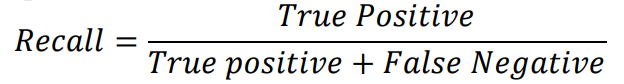 Recall = True Positive / True positive + False Negative